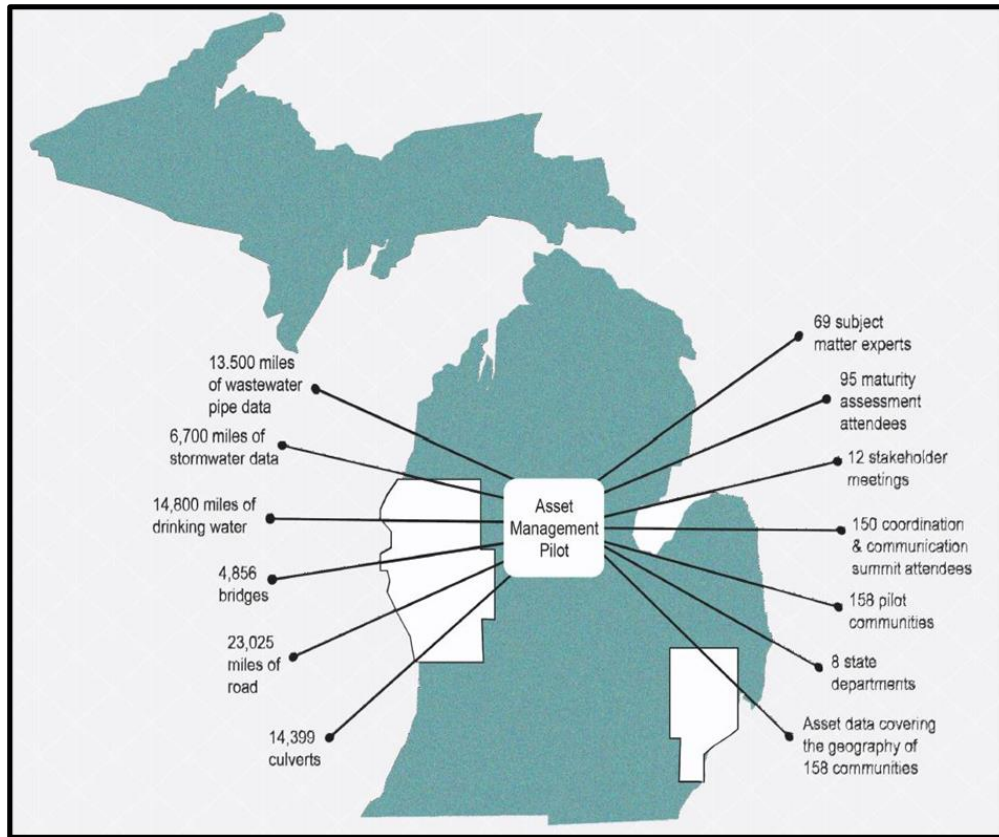 13.500 miles
of wastewater
pipe data
6,700 miles of
stormwater data
14,800 miles of
drinking water
4,856
bridges
23,025
miles of
road
14,399
culverts
Asset
Management
Pilot
69 subject
matter experts
95 maturity
assessment
attendees
12 stakeholder
meetings
150 coordination
& communication
summit attendees
158 pilot
communities
8 state
departments
Asset data covering
the geography of
158 communities